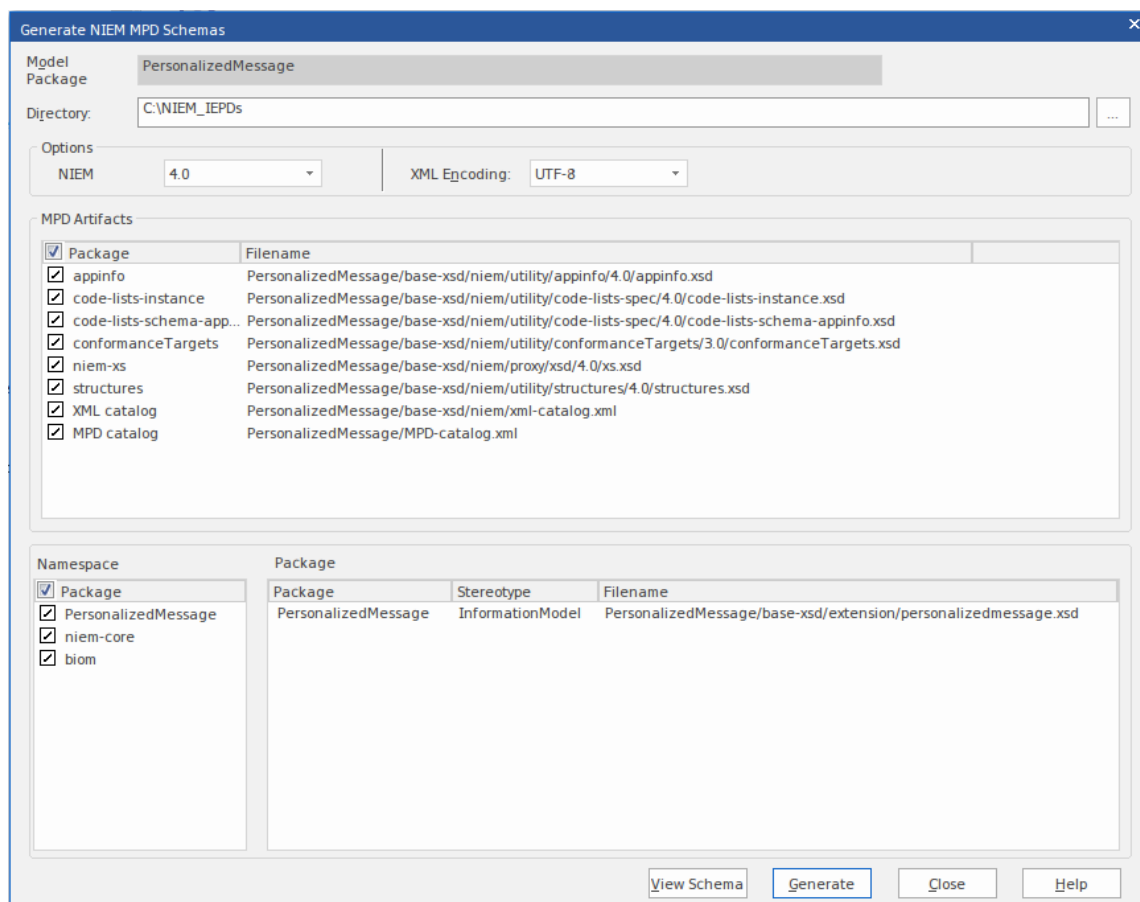 Generate NIEM MPD Schemas
Model Package
PersonalizedMessage
Directory:
C:\NIEM_IEPDs
...
Options
NIEM
4.0
XML Encoding:
UTF-8
MPD Artifacts
Package Filename
appinfo PersonalizedMessage/base-xsd/niem/utility/appinfo/4.0/appinfo.xsd
code-lists-instance PersonalizedMessage/base-xsd/niem/utility/code-lists-spec/4.0/code-lists-instance.xsd
code-lists-schema-app... PersonalizedMessage/base-xsd/niem/utility/code-lists-spec/4.0/code-lists-schema-appinfo.xsd
conformanceTargets PersonalizedMessage/base-xsd/niem/utility/conformanceTargets/3.0/conformanceTargets.xsd
niem-xs PersonalizedMessage/base-xsd/niem/proxy/xsd/4.0/xs.xsd
structures PersonalizedMessage/base-xsd/niem/utility/structures/4.0/structures.xsd
XML catalog PersonalizedMessage/base-xsd/niem/xml-catalog.xml
MPD catalog PersonalizedMessage/MPD-catalog.xml
Namespace
Package
PersonalizedMessage
niem-core
biom
Package
Package Stereotype Filename
PersonalizedMessage InformationModel PersonalizedMessage/base-xsd/extension/personalizedmessage.xsd
View Schema
Generate
Close
Help